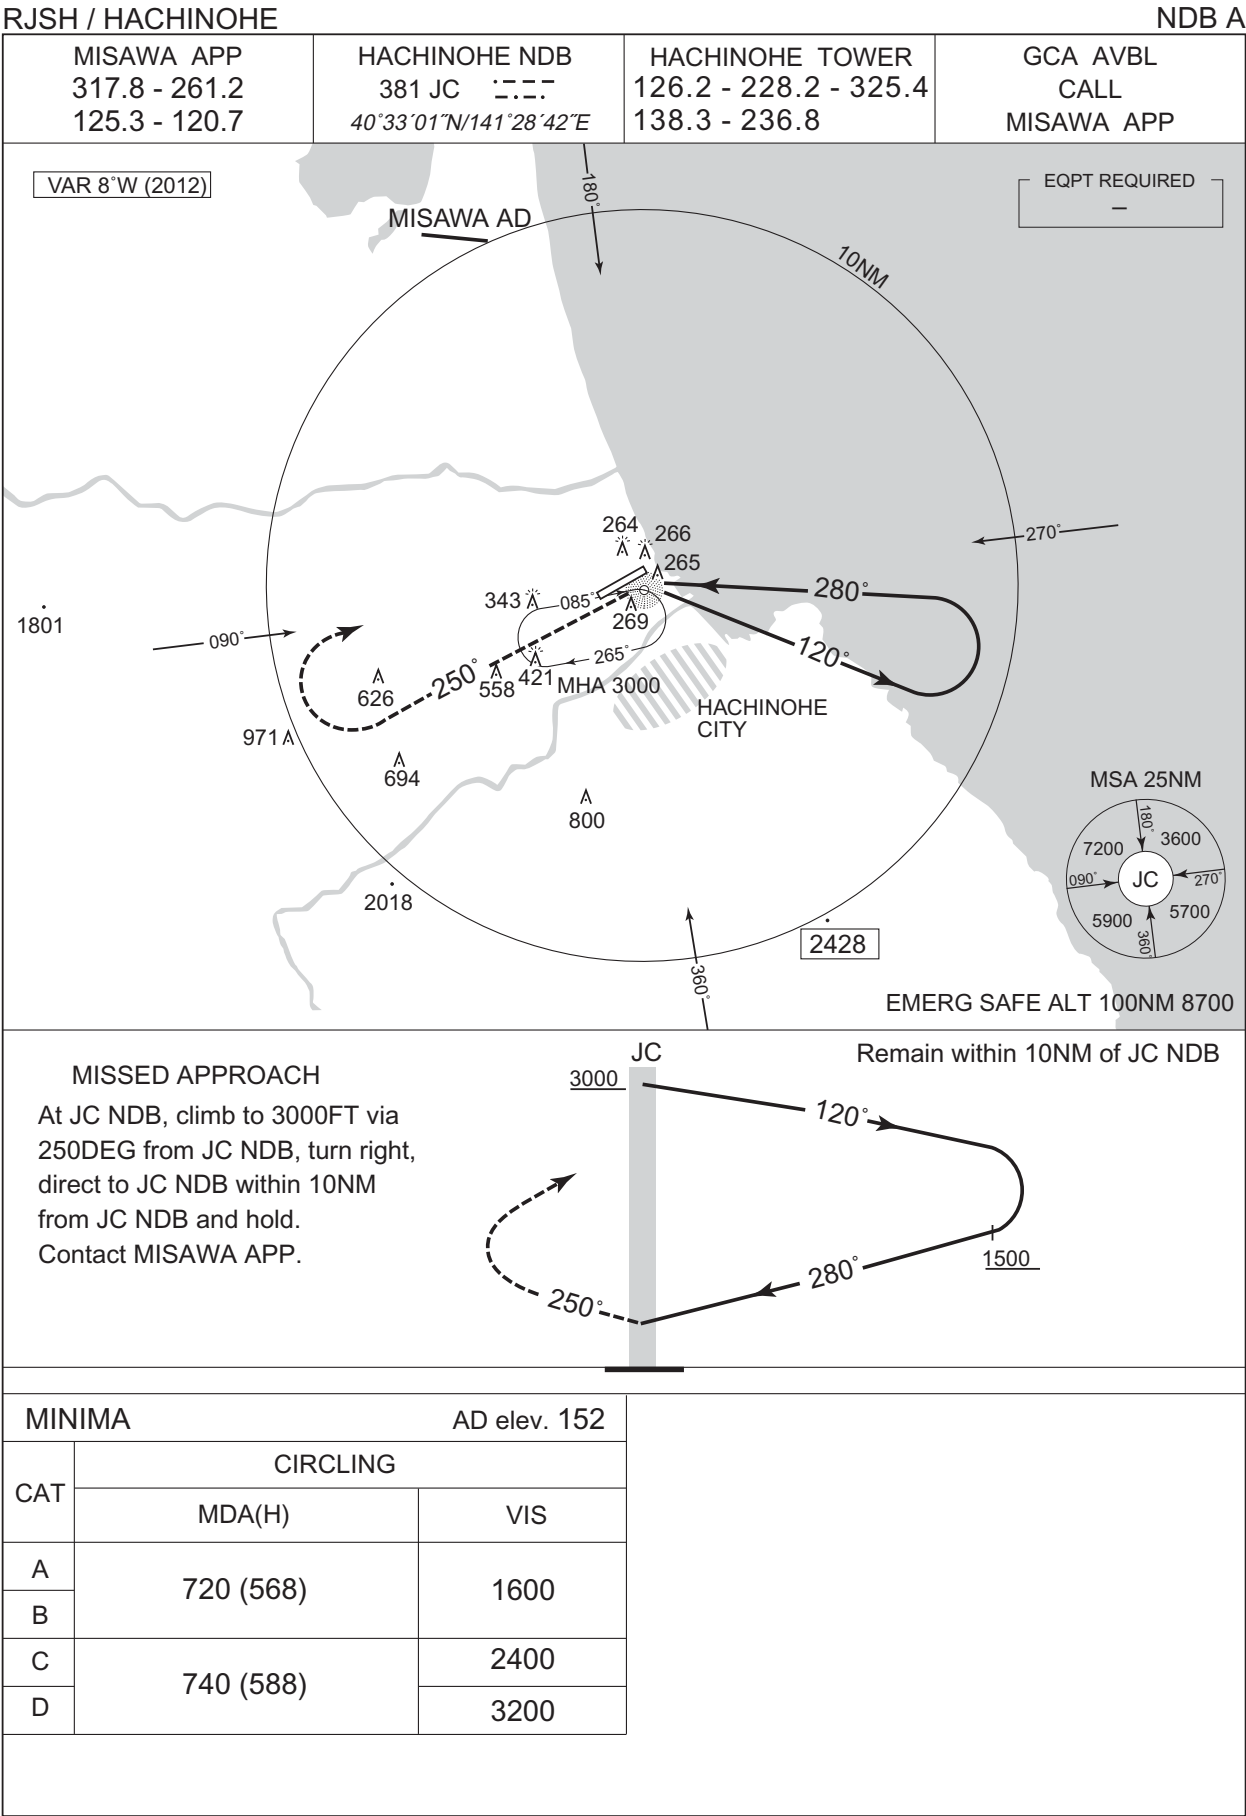 RJSH / HACHINOHE
NDB A
MISAWA APP
317.8 - 261.2
125.3 - 120.7
HACHINOHE NDB
381 JC
40°33´01˝N/141°28´42˝E
HACHINOHE TOWER
126.2 - 228.2 - 325.4
138.3 - 236.8
GCA AVBL
CALL
MISAWA APP
VAR 8°W (2012)
EQPT REQUIRED
–
MISAWA AD
180°
10NM
264
266
265
270°
280°
343
085°
269
1801
090°
120°
265°
250°
558
421
MHA 3000
626
HACHINOHE
CITY
971
694
800
MSA 25NM
180°
7200
3600
090°
JC
270°
5900
5700
360°
2018
2428
360°
EMERG SAFE ALT 100NM 8700
MISSED APPROACH
At JC NDB, climb to 3000FT via
250DEG from JC NDB, turn right,
direct to JC NDB within 10NM
from JC NDB and hold.
Contact MISAWA APP.
JC
Remain within 10NM of JC NDB
3000
120°
1500
280°
250°
MINIMA
AD elev. 152
CAT
CIRCLING
MDA(H)
VIS
A
B
720 (568)
1600
C
D
740 (588)
2400
3200